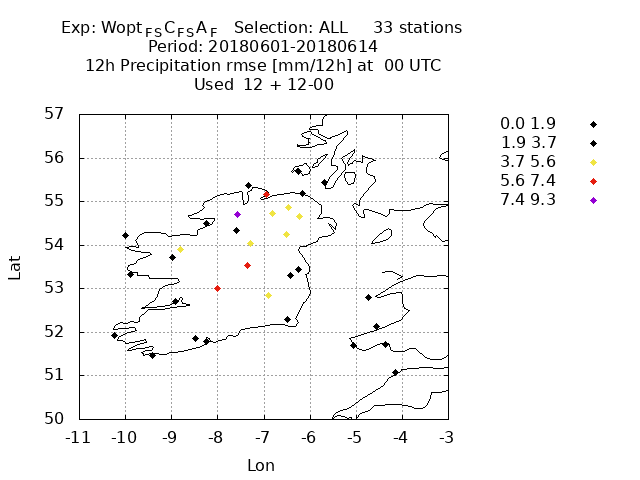 Exp: Wopt FS C FS A F Selection: ALL 33 stations
Period: 20180601-20180614
12h Precipitation rmse [mm/12h] at 00 UTC
Used 12 + 12-00
57
56
55
54
53
52
51
50
-11 -10 -9 -8 -7 -6 -5 -4 -3
Lat
Lon
0.0 1.9
1.9 3.7
3.7 5.6
5.6 7.4
7.4 9.3